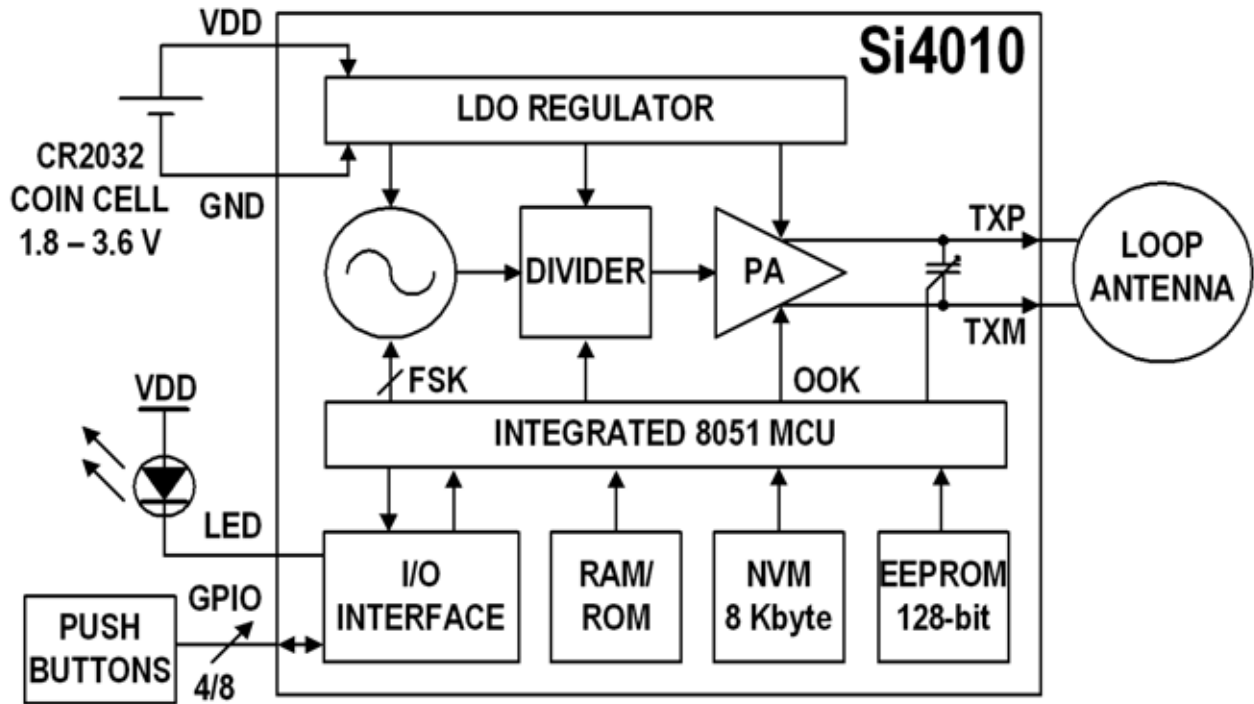 VDD
Si4010
LDO REGULATOR
CR2032
COIN CELL
1.8 – 3.6 V
GND
TXP
DIVIDER
PA
LOOP
ANTENNA
TXM
VDD
FSK
OOK
INTEGRATED 8051 MCU
LED
I/O
INTERFACE
RAM/
ROM
NVM
8 Kbyte
EEPROM
128-bit
GPIO
PUSH
BUTTONS
4/8